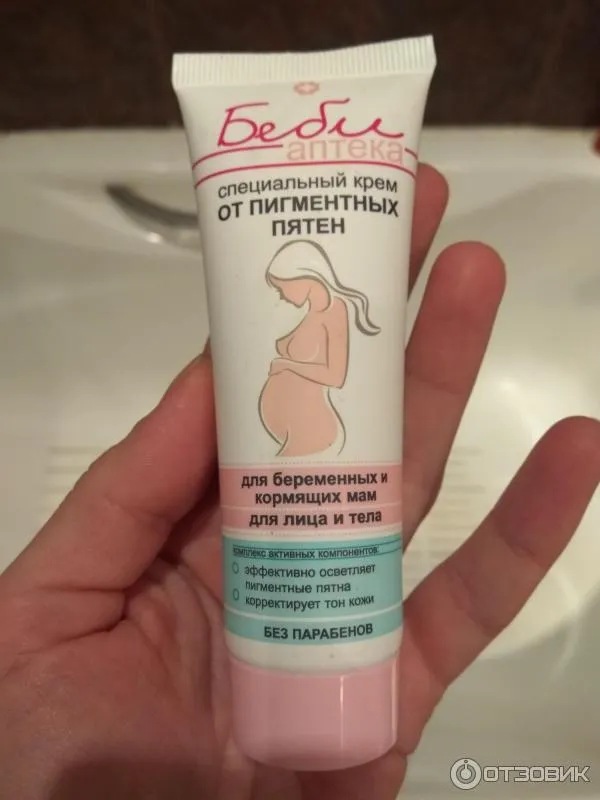 Беби
аптека
специальный крем
ОТ ПИГМЕНТНЫХ
ПЯТЕН
для беременных и
кормящих мам
для лица и тела
комплекс активных компонентов:
эффективно осветляет
пигментные пятна
корректирует тон кожи
БЕЗ ПАРАБЕНОВ
ОТЗОВИК